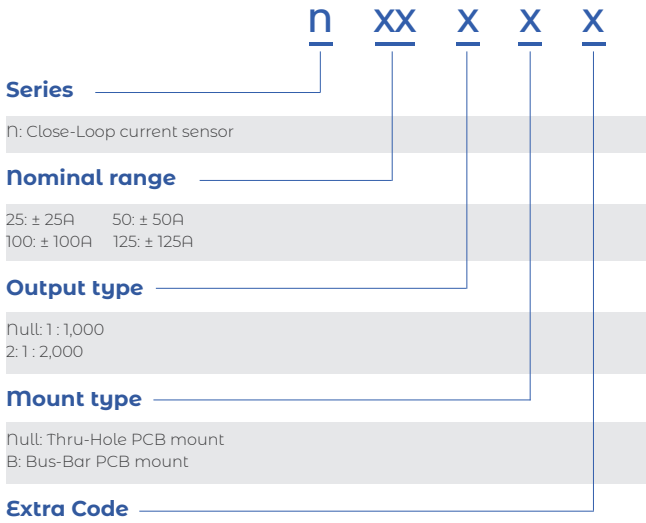 n xx x x x
Series
N: Close-Loop current sensor
Nominal range
25: ± 25A 50: ± 50A
100: ± 100A 125: ± 125A
Output type
Null: 1 : 1,000
2: 1 : 2,000
Mount type
Null: Thru-Hole PCB mount
B: Bus-Bar PCB mount
Extra Code